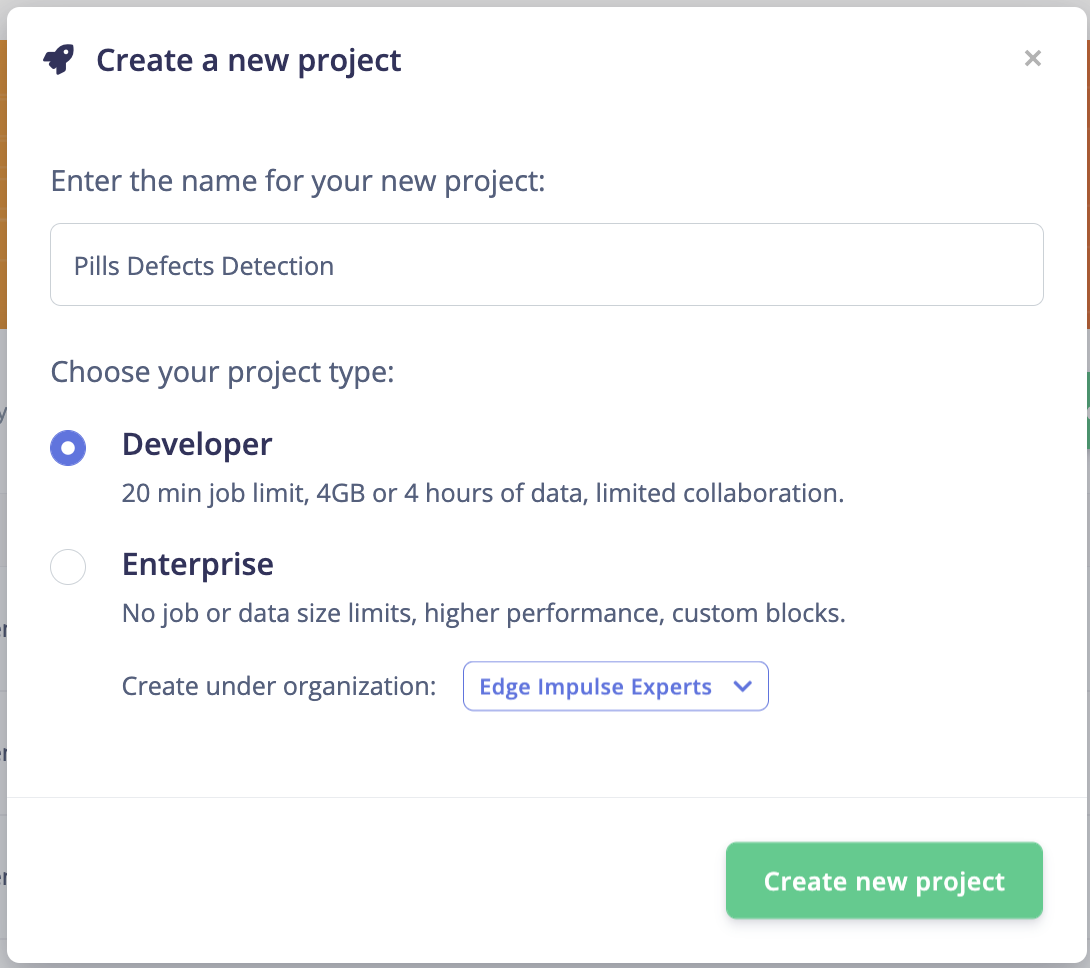 Create a new project
×
Enter the name for your new project:
Pills Defects Detection
Choose your project type:
Developer
20 min job limit, 4GB or 4 hours of data, limited collaboration.
Enterprise
No job or data size limits, higher performance, custom blocks.
Create under organization: Edge Impulse Experts
Create new project